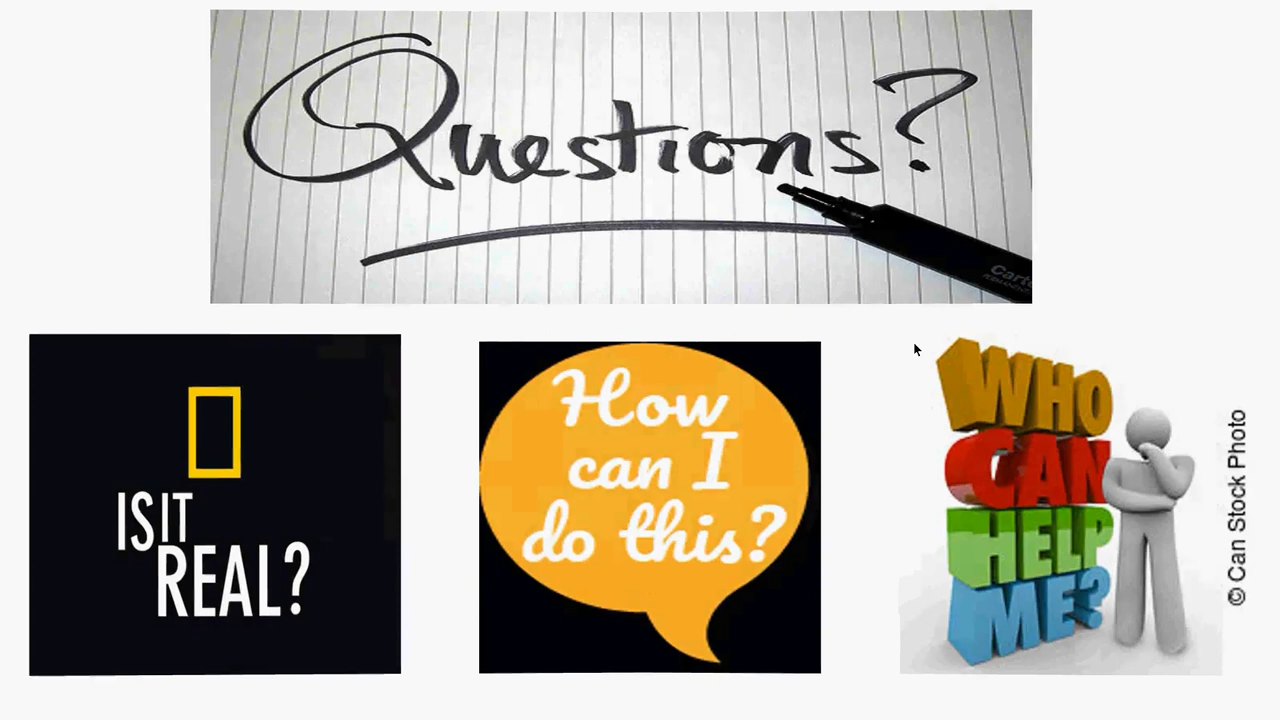 Questions?
IS IT
REAL?
How
can I
do this?
WHO
CAN
HELP
ME?
© Can Stock Photo